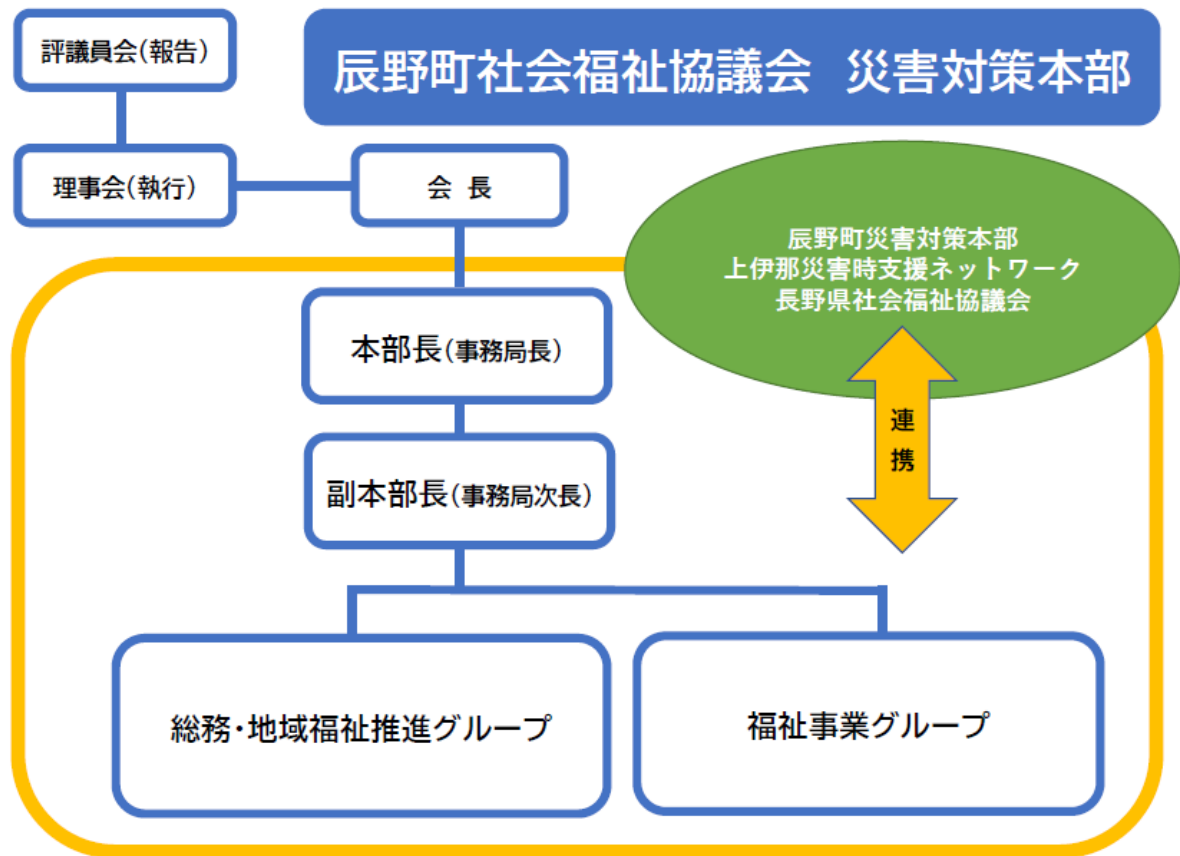 評議員会(報告)
辰野町社会福祉協議会 災害対策本部
理事会(執行)
会 長
辰野町災害対策本部
上伊那災害時支援ネットワーク
長野県社会福祉協議会
本部長(事務局長)
連
携
副本部長(事務局次長)
総務・地域福祉推進グループ
福祉事業グループ